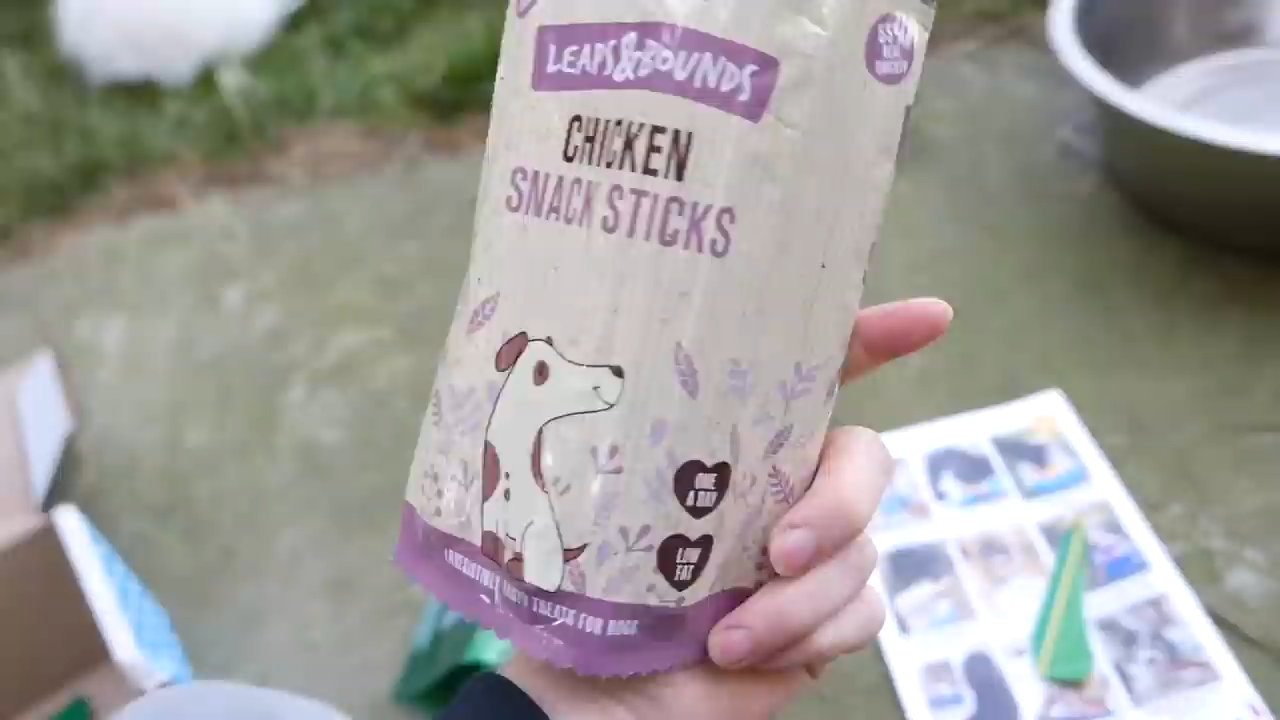 LEAPS&BOUNDS
CHICKEN
SNACK STICKS
ONE
A DAY
LOW
FAT
TREATS FOR DOGS